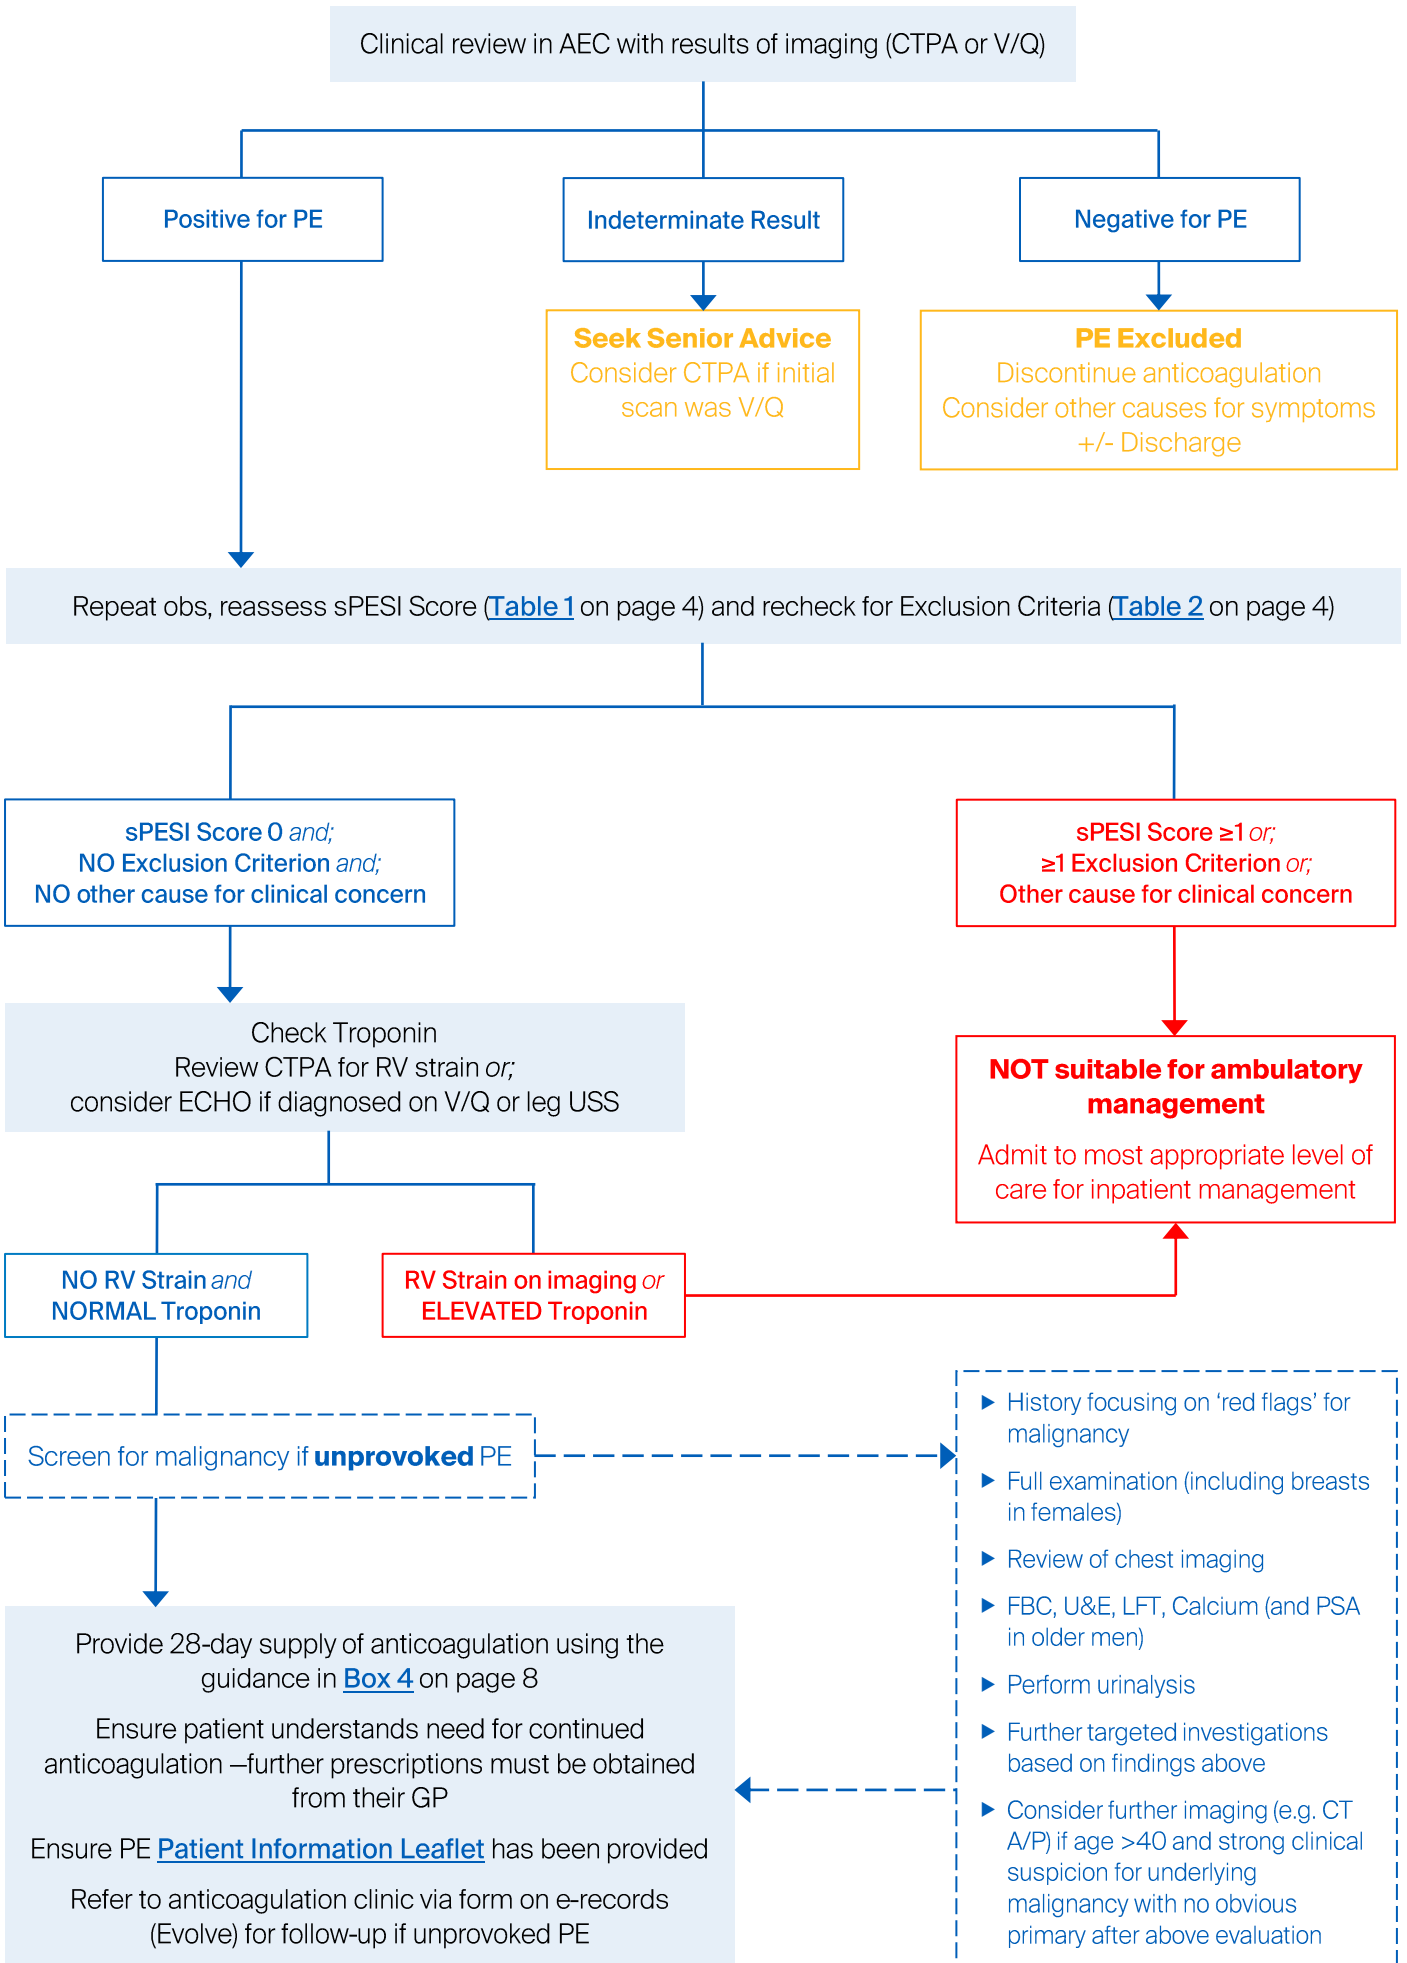 Clinical review in AEC with results of imaging (CTPA or V/Q)
Positive for PE
Indeterminate Result
Negative for PE
Seek Senior Advice
Consider CTPA if initial
scan was V/Q
PE Excluded
Discontinue anticoagulation
Consider other causes for symptoms
+/- Discharge
Repeat obs, reassess sPESI Score (Table 1 on page 4) and recheck for Exclusion Criteria (Table 2 on page 4)
sPESI Score 0 and;
NO Exclusion Criterion and;
NO other cause for clinical concern
sPESI Score ≥1 or;
≥1 Exclusion Criterion or;
Other cause for clinical concern
Check Troponin
Review CTPA for RV strain or;
consider ECHO if diagnosed on V/Q or leg USS
NOT suitable for ambulatory
management
Admit to most appropriate level of
care for inpatient management
NO RV Strain and
NORMAL Troponin
RV Strain on imaging or
ELEVATED Troponin
Screen for malignancy if unprovoked PE
▶ History focusing on ‘red flags’ for
malignancy
▶ Full examination (including breasts
in females)
▶ Review of chest imaging
▶ FBC, U&E, LFT, Calcium (and PSA
in older men)
▶ Perform urinalysis
▶ Further targeted investigations
based on findings above
▶ Consider further imaging (e.g. CT
A/P) if age >40 and strong clinical
suspicion for underlying
malignancy with no obvious
primary after above evaluation
Provide 28-day supply of anticoagulation using the
guidance in Box 4 on page 8
Ensure patient understands need for continued
anticoagulation —further prescriptions must be obtained
from their GP
Ensure PE Patient Information Leaflet has been provided
Refer to anticoagulation clinic via form on e-records
(Evolve) for follow-up if unprovoked PE